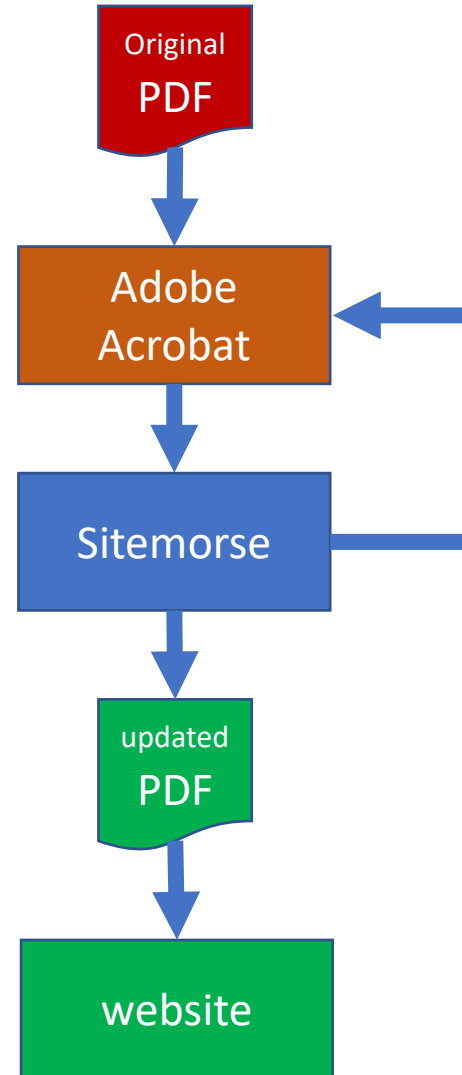 Original
PDF
Adobe
Acrobat
Sitemorse
updated
PDF
website